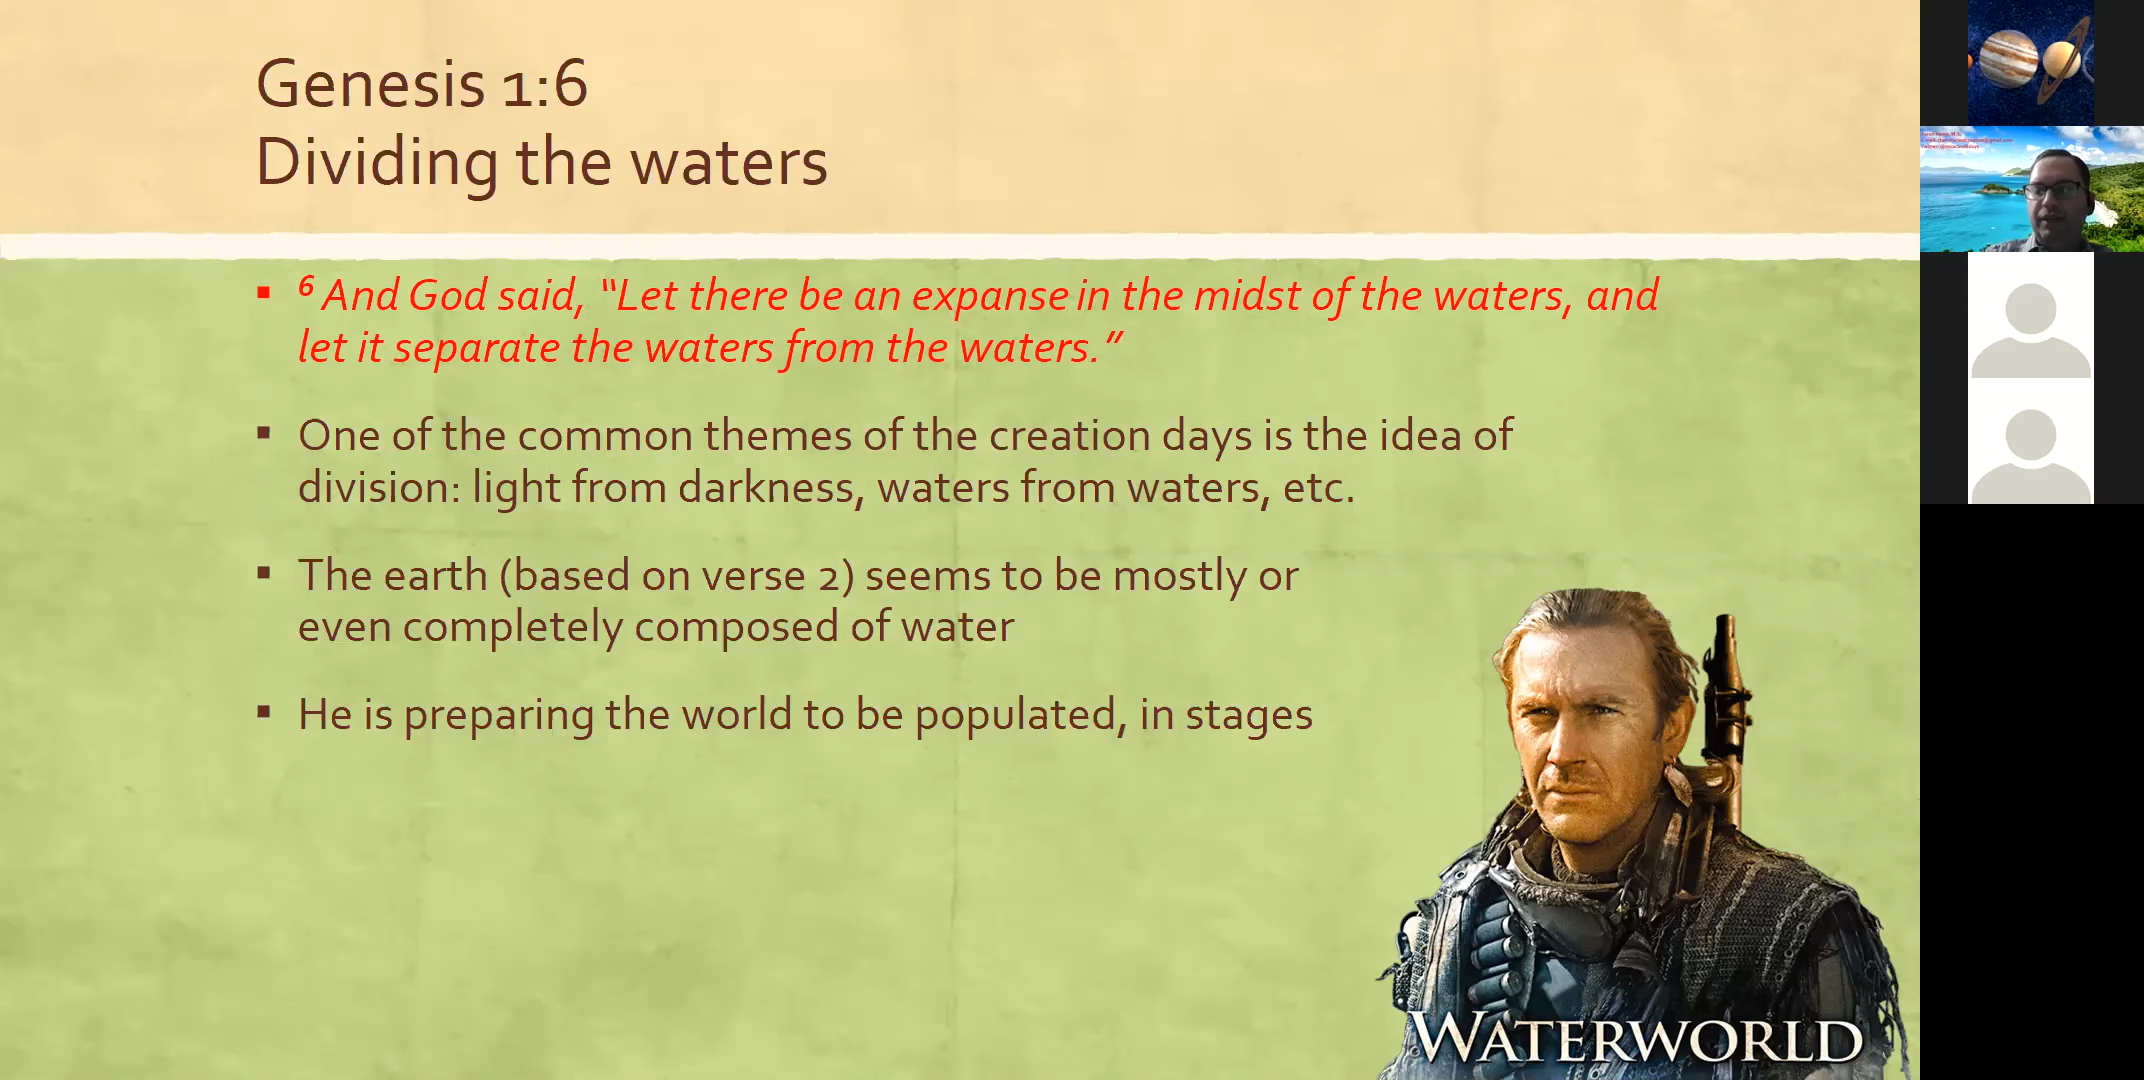 Genesis 1:6
Dividing the waters
▪ ⁶ And God said, “Let there be an expanse in the midst of the waters, and
let it separate the waters from the waters.”
▪ One of the common themes of the creation days is the idea of
division: light from darkness, waters from waters, etc.
▪ The earth (based on verse 2) seems to be mostly or
even completely composed of water
▪ He is preparing the world to be populated, in stages
WATERWORLD